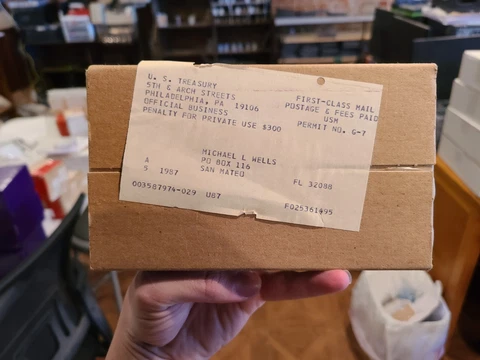 U. S. TREASURY
5TH & ARCH STREETS
PHILADELPHIA, PA 19106
OFFICIAL BUSINESS
PENALTY FOR PRIVATE USE $300
FIRST-CLASS MAIL
POSTAGE & FEES PAID
USM
PERMIT NO. G-7
MICHAEL L WELLS
A PO BOX 116
5 1987 SAN MATEO FL 32088
003587974-029 U87 F025361495